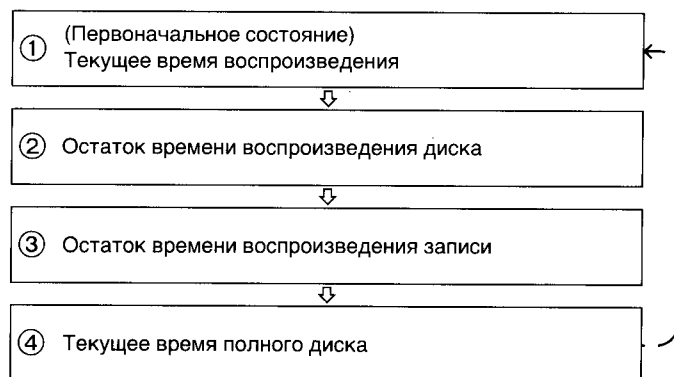 ① (Первоначальное состояние)
Текущее время воспроизведения
② Остаток времени воспроизведения диска
③ Остаток времени воспроизведения записи
④ Текущее время полного диска